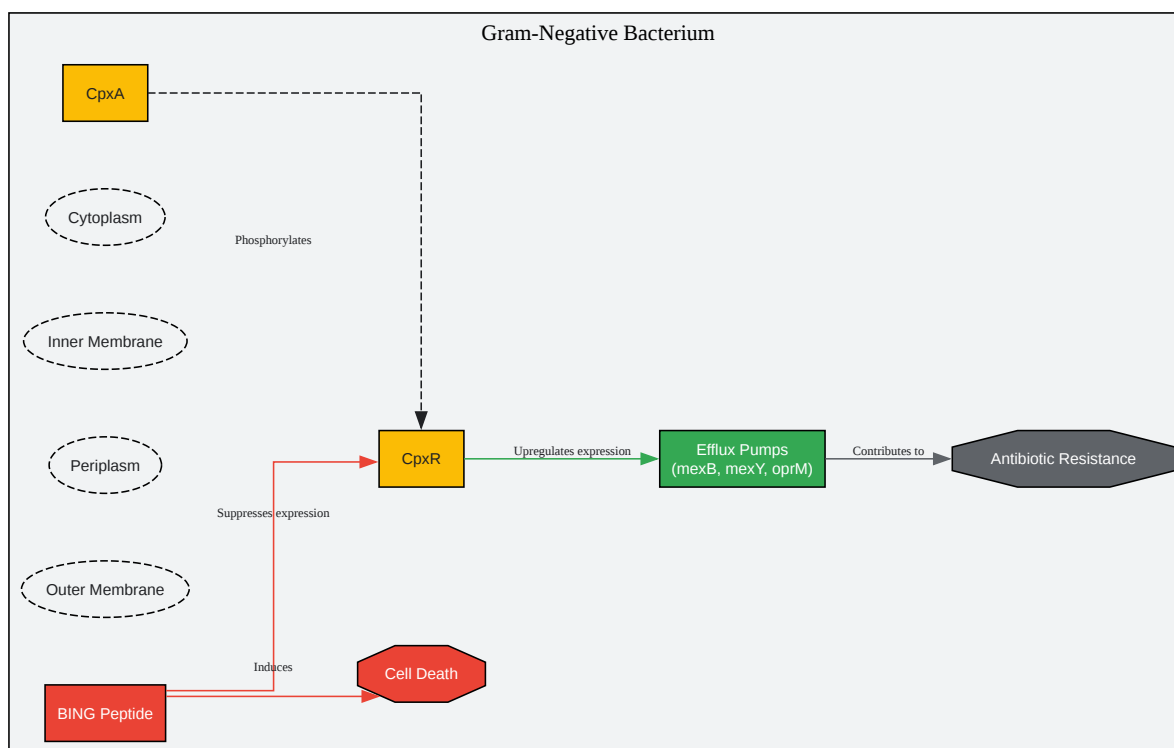 Gram-Negative Bacterium
CpxA
Cytoplasm
Phosphorylates
Inner Membrane
Periplasm
CpxR
Upregulates expression
Efflux Pumps
(mexB, mexY, oprM)
Contributes to
Antibiotic Resistance
Suppresses expression
Outer Membrane
Induces
Cell Death
BING Peptide